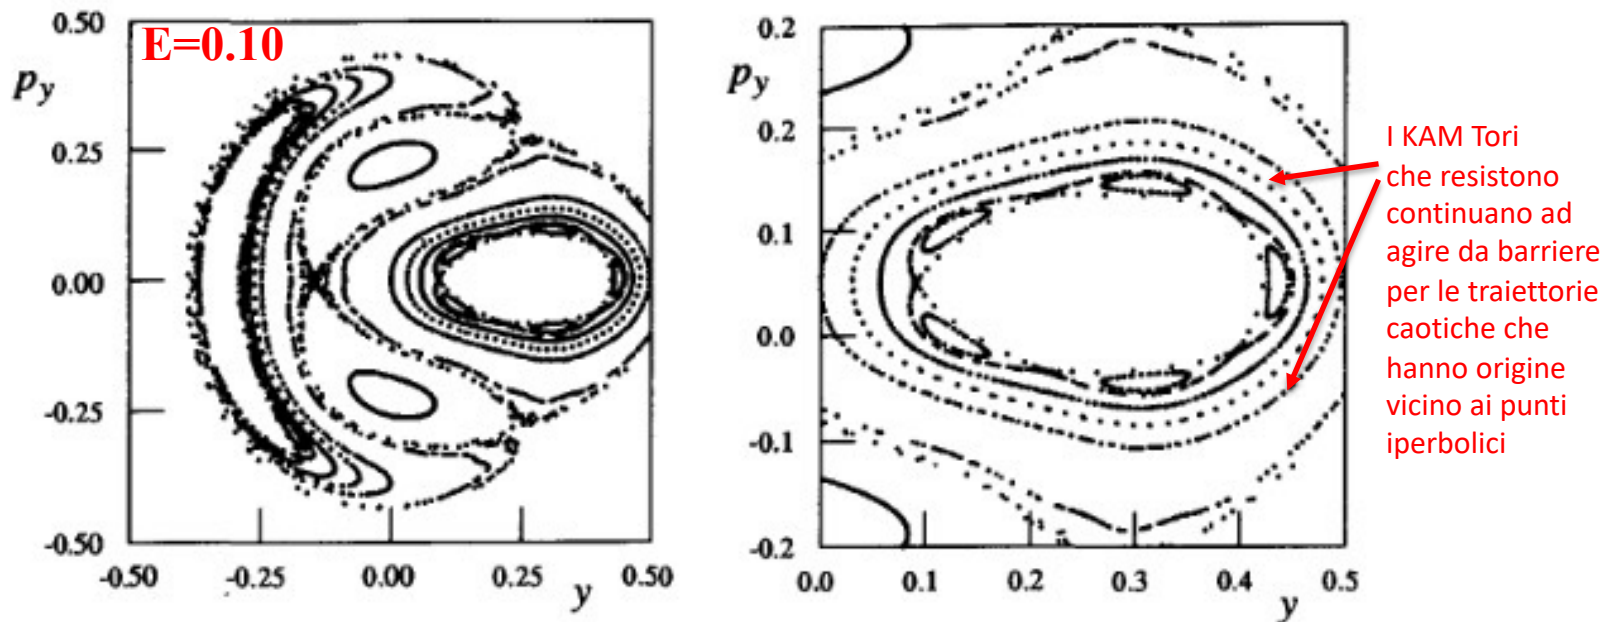 E=0.10
p_y
0.50
0.25
0.00
-0.25
-0.50
-0.50
-0.25
0.00
0.25
0.50
y
p_y
0.2
0.2
0.1
0.0
-0.1
-0.2
0.0
0.1
0.2
0.3
0.4
0.5
y
I KAM Tori
che resistono
continuano ad
agire da barriere
per le traiettorie
caotiche che
hanno origine
vicino ai punti
iperbolici